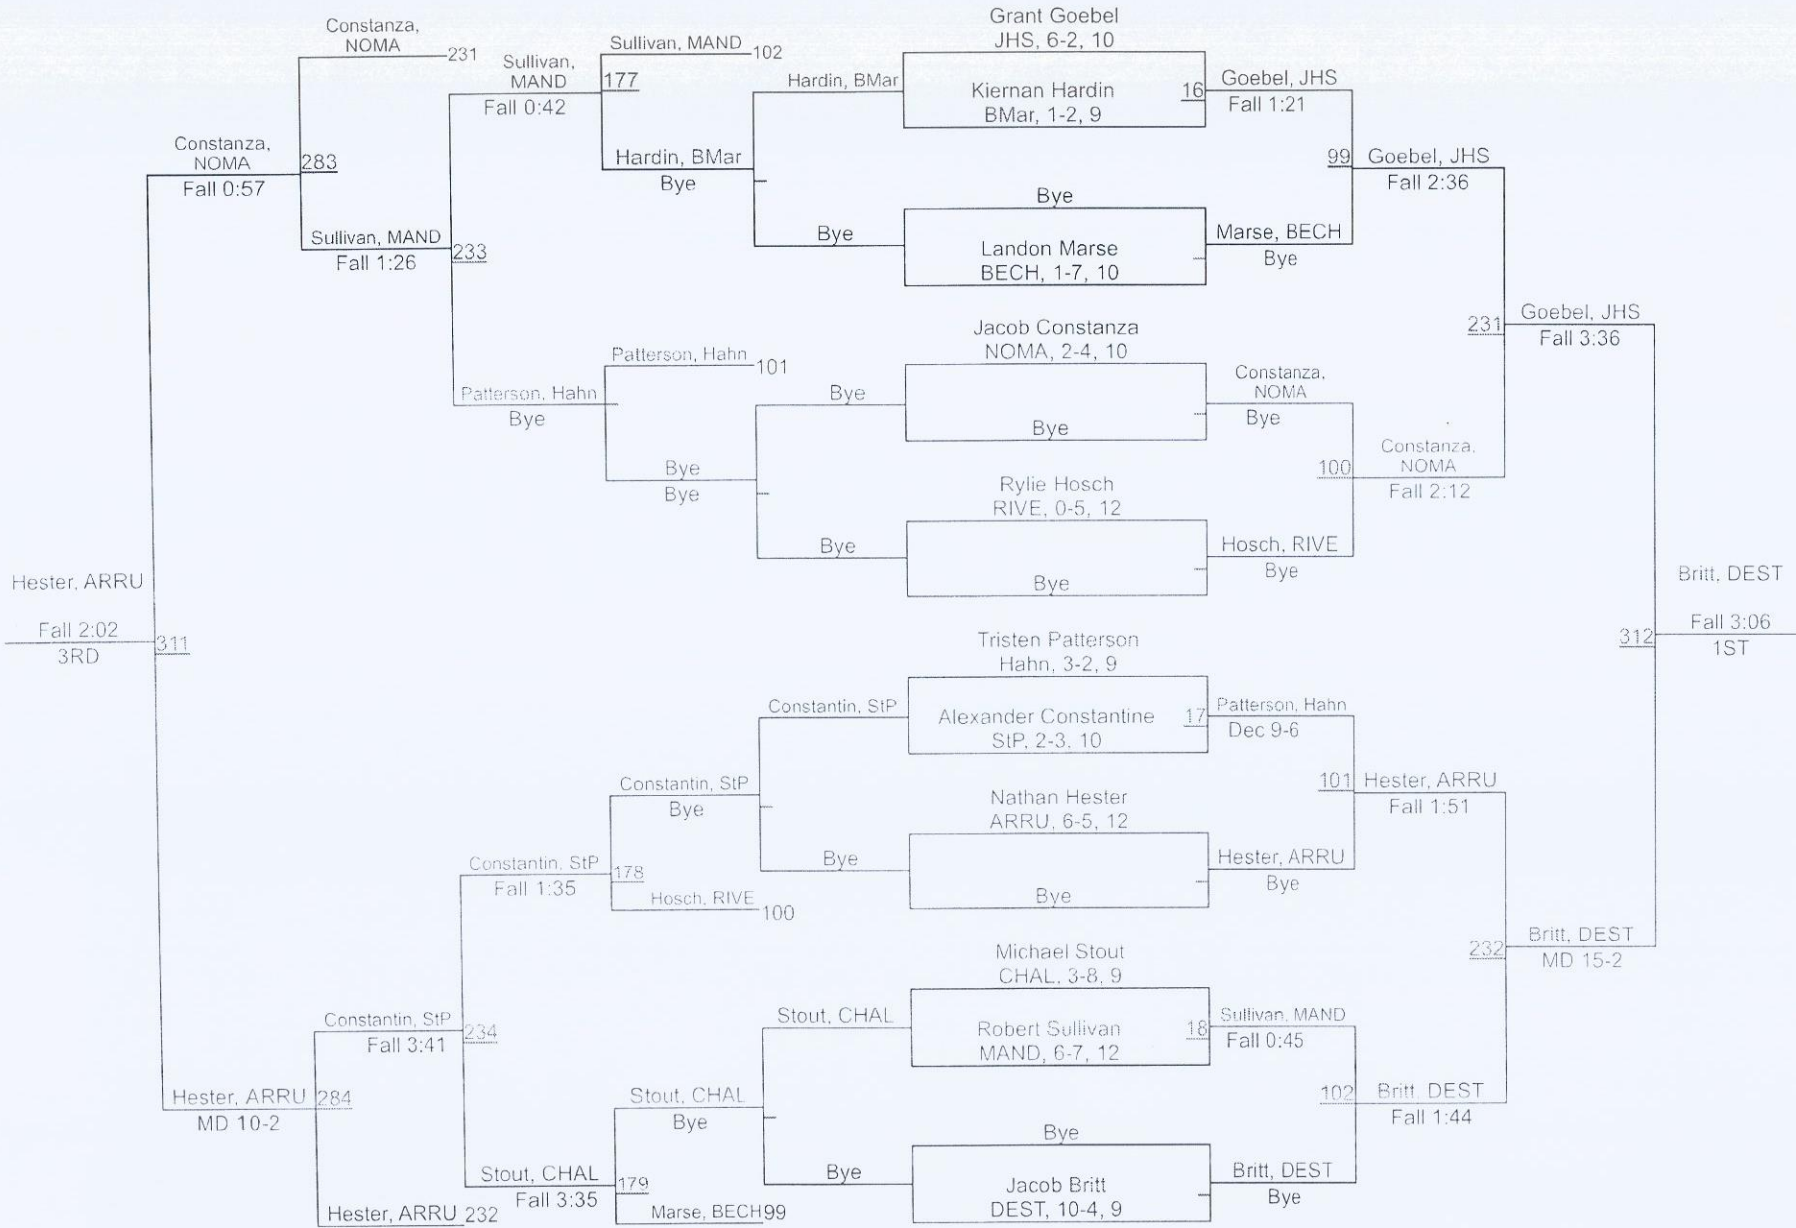 Constanza,
NOMA
231
Sullivan,
MAND
Fall 0:42
Sullivan, MAND
102
177
Hardin, BMar
Grant Goebel
JHS, 6-2, 10
Kiernan Hardin
BMar, 1-2, 9
16
Goebel, JHS
Fall 1:21
Constanza,
NOMA
Fall 0:57
283
Hardin, BMar
Bye
99
Goebel, JHS
Fall 2:36
Sullivan, MAND
Fall 1:26
233
Bye
Bye
Landon Marse
BECH, 1-7, 10
Marse, BECH
Bye
Patterson, Hahn
101
Jacob Constanza
NOMA, 2-4, 10
231
Goebel, JHS
Fall 3:36
Patterson, Hahn
Bye
Bye
Bye
Constanza,
NOMA
Bye
Bye
Bye
Rylie Hosch
RIVE, 0-5, 12
100
Constanza,
NOMA
Fall 2:12
Bye
Bye
Hosch, RIVE
Bye
Hester, ARRU
Fall 2:02
3RD
311
Britt, DEST
Fall 3:06
1ST
312
Tristen Patterson
Hahn, 3-2, 9
Constantin, StP
Alexander Constantine
StP, 2-3, 10
17
Patterson, Hahn
Dec 9-6
Constantin, StP
Bye
Nathan Hester
ARRU, 6-5, 12
101
Hester, ARRU
Fall 1:51
Constantin, StP
Fall 1:35
178
Bye
Bye
Hester, ARRU
Bye
Hosch, RIVE
100
Michael Stout
CHAL, 3-8, 9
232
Britt, DEST
MD 15-2
Constantin, StP
Fall 3:41
234
Stout, CHAL
Robert Sullivan
MAND, 6-7, 12
18
Sullivan, MAND
Fall 0:45
Hester, ARRU
MD 10-2
284
Stout, CHAL
Bye
102
Britt, DEST
Fall 1:44
Stout, CHAL
Fall 3:35
179
Bye
Bye
Jacob Britt
DEST, 10-4, 9
Britt, DEST
Bye
Hester, ARRU
232
Marse, BECH
99